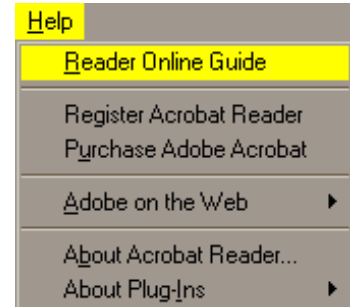 Help
Reader Online Guide
Register Acrobat Reader
Purchase Adobe Acrobat
Adobe on the Web
About Acrobat Reader...
About Plug-Ins